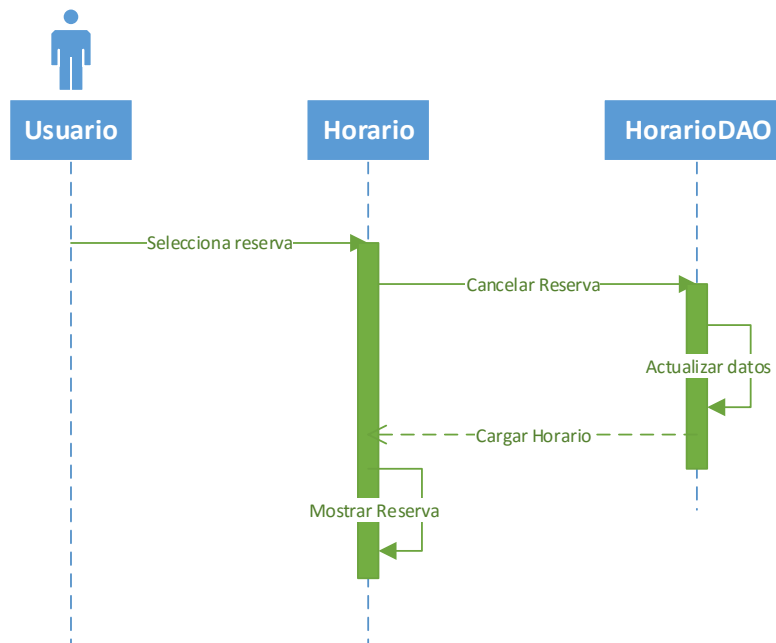 Usuario
Horario
HorarioDAO
Selecciona reserva
Cancelar Reserva
Actualizar datos
Cargar Horario
Mostrar Reserva